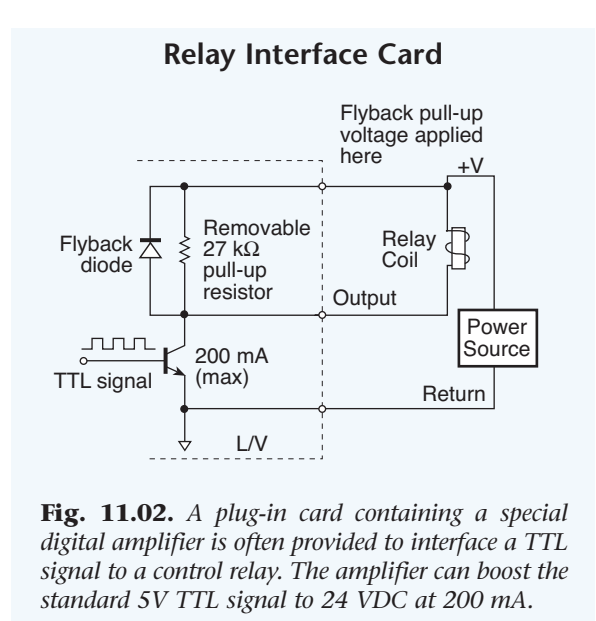 Relay Interface Card
Flyback pull-up
voltage applied
here
+V
Flyback
diode
Removable
27 kΩ
pull-up
resistor
Relay
Coil
Output
Power
Source
TTL signal
200 mA
(max)
Return
L/V
Fig. 11.02. A plug-in card containing a special
digital amplifier is often provided to interface a TTL
signal to a control relay. The amplifier can boost the
standard 5V TTL signal to 24 VDC at 200 mA.